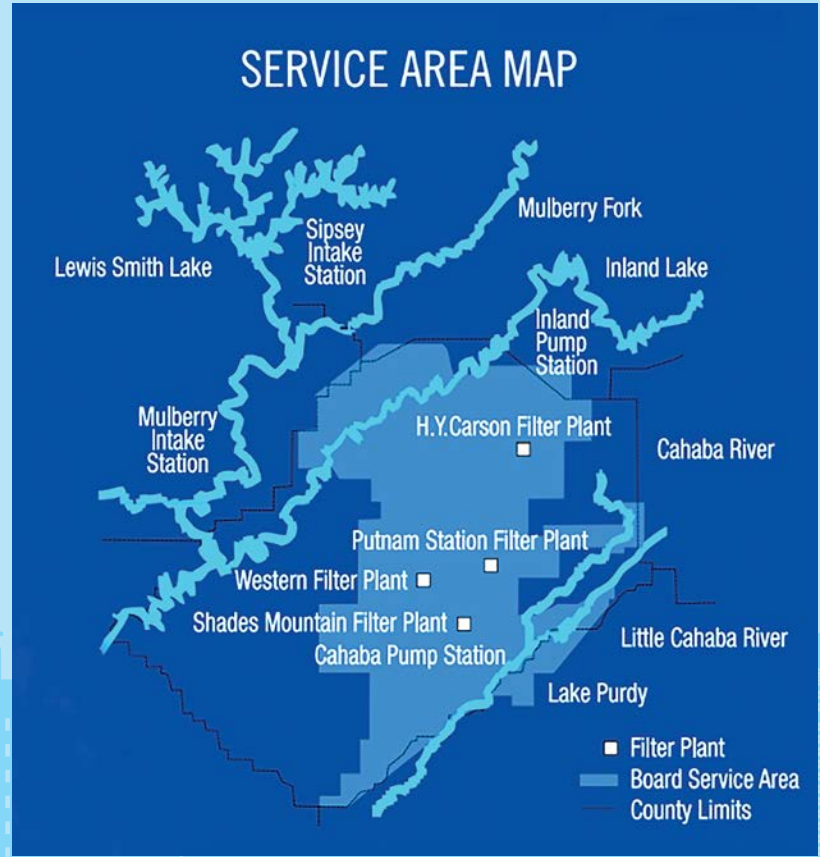 SERVICE AREA MAP
Mulberry Fork
Sipsey
Intake
Station
Lewis Smith Lake
Inland Lake
Inland
Pump
Station
Mulberry
Intake
Station
H.Y.Carson Filter Plant
Cahaba River
Putnam Station Filter Plant
Western Filter Plant
Shades Mountain Filter Plant
Cahaba Pump Station
Little Cahaba River
Lake Purdy
Filter Plant
Board Service Area
County Limits